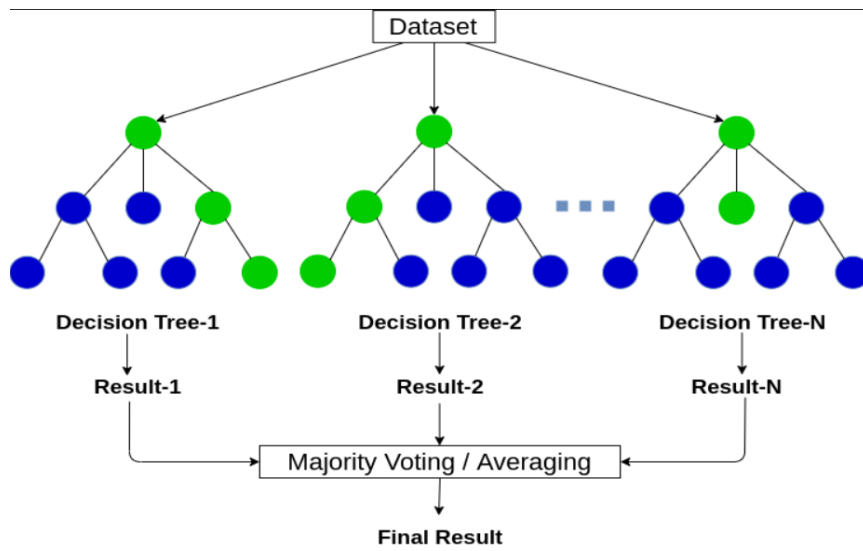 Dataset
Decision Tree-1
Decision Tree-2
Decision Tree-N
Result-1
Result-2
Result-N
Majority Voting / Averaging
Final Result